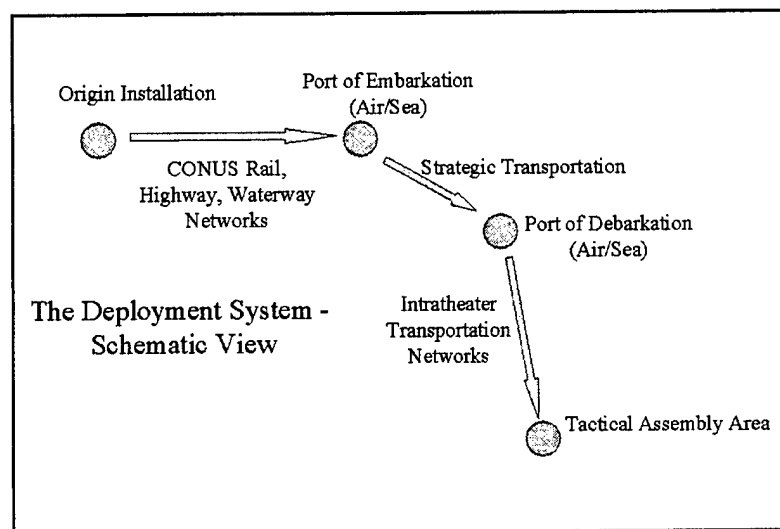 Origin Installation
Port of Embarkation
(Air/Sea)
CONUS Rail,
Highway, Waterway
Networks
Strategic Transportation
Port of Debarkation
(Air/Sea)
The Deployment System -
Schematic View
Intratheater
Transportation
Networks
Tactical Assembly Area